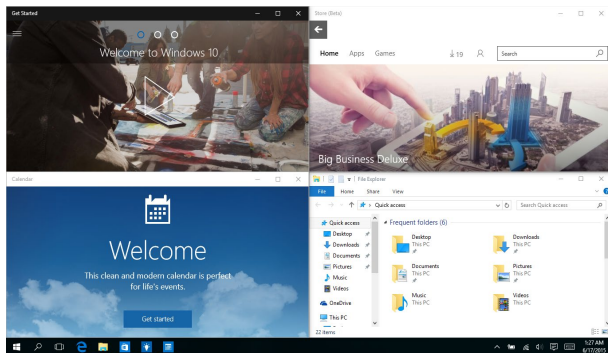 Get Started
Welcome to Windows 10
Store (Beta)
Home Apps Games
19
Search
Big Business Deluxe
Calendar
Welcome
This clean and modern calendar is perfect
for life's events.
Get started
File Explorer
File Home Share View
Quick access
Search Quick access
Quick access
Desktop
Downloads
Documents
Pictures
Music
Videos
OneDrive
This PC
Frequent folders (6)
Desktop
This PC
Downloads
This PC
Documents
This PC
Pictures
This PC
Music
This PC
Videos
This PC
22 items
1:27 AM
6/17/2015